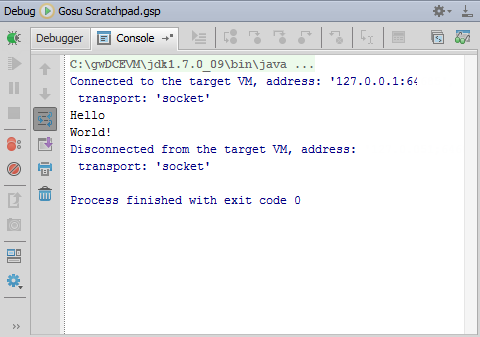 Debug Gosu Scratchpad.gsp
Debugger Console
C:\gwDCEVM\jdk1.7.0_09\bin\java ...
Connected to the target VM, address: '127.0.0.1:64
transport: 'socket'
Hello
World!
Disconnected from the target VM, address:
transport: 'socket'
Process finished with exit code 0